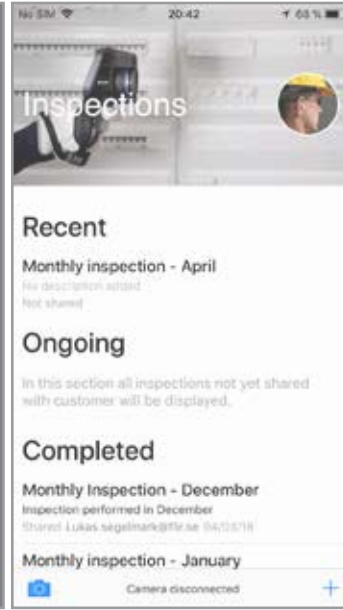 No SIM 20:42 63 %
Inspections
Recent
Monthly inspection - April
No description added
Not shared
Ongoing
In this section all inspections not yet shared
with customer will be displayed.
Completed
Monthly Inspection - December
Inspection performed in December
Shared Lukas.segelmark@flir.se 04/03/18
Monthly inspection - January
Camera disconnected